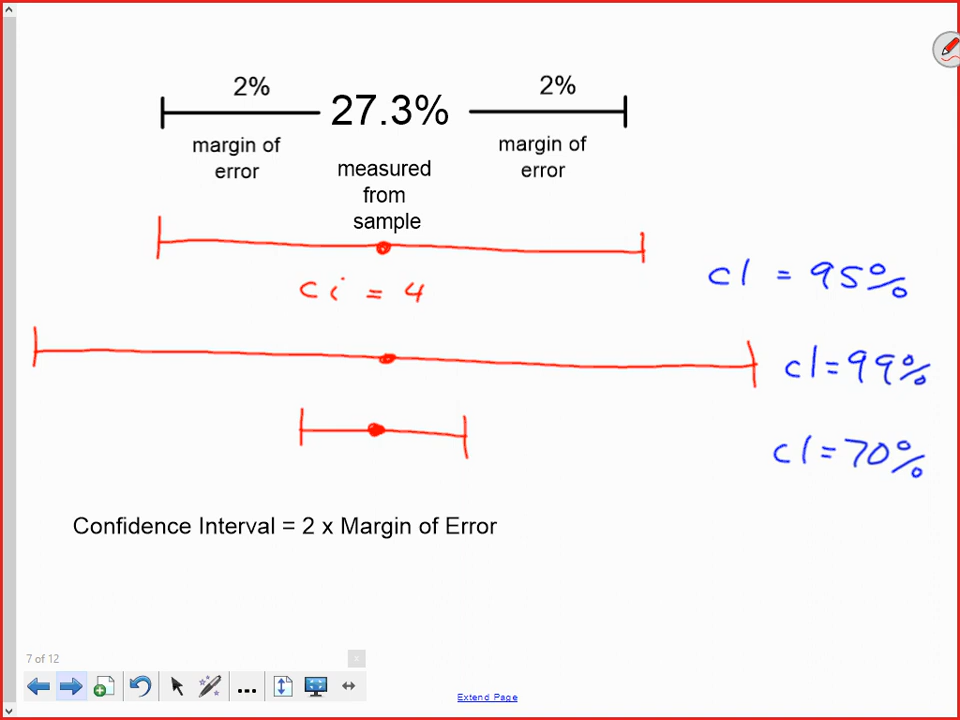 2% 27.3% 2%
margin of error
measured from sample
margin of error
ci = 4
cl = 95%
cl = 99%
cl = 70%
Confidence Interval = 2 x Margin of Error
7 of 12
Extend Page